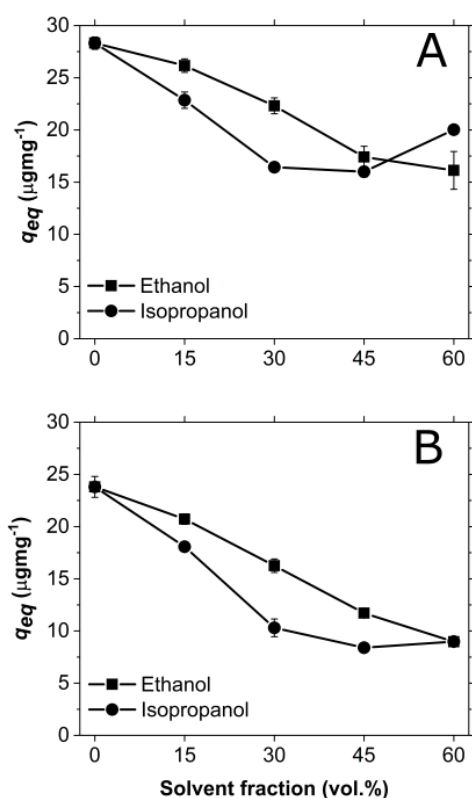 A
30
25
20
15
10
5
0
qeq (μgmg-1)
Ethanol
Isopropanol
0 15 30 45 60
B
30
25
20
15
10
5
0
qeq (μgmg-1)
Ethanol
Isopropanol
0 15 30 45 60
Solvent fraction (vol.%)